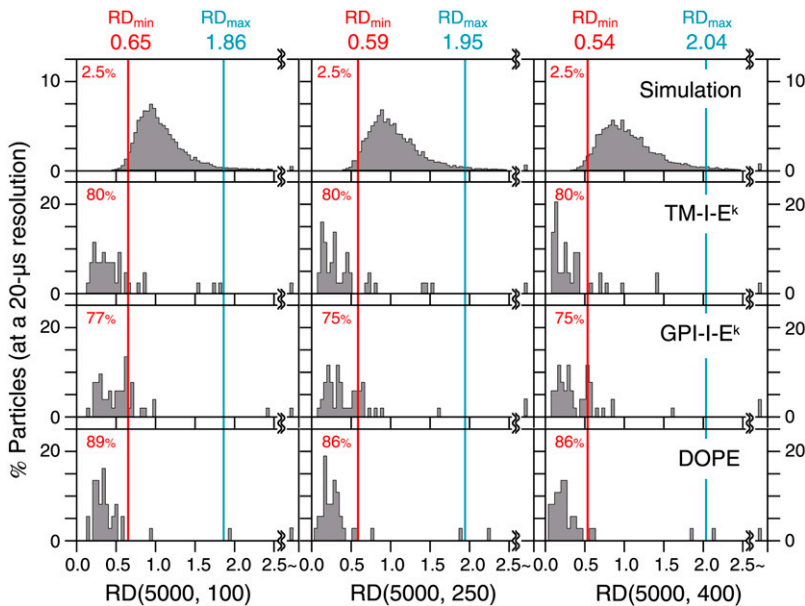 RDmin RDmax RDmin RDmax RDmin RDmax
0.65 1.86 0.59 1.95 0.54 2.04
2.5% 2.5% 2.5%
10 Simulation 10
0 0
80% 80% 80%
20 TM-I-Eᵏ 20
0 0
77% 75% 75%
20 GPI-I-Eᵏ 20
0 0
89% 86% 86%
20 DOPE 20
0 0
% Particles (at a 20-μs resolution)
0.0 0.5 1.0 1.5 2.0 2.5~ 0.0 0.5 1.0 1.5 2.0 2.5~ 0.0 0.5 1.0 1.5 2.0 2.5~
RD(5000, 100) RD(5000, 250) RD(5000, 400)